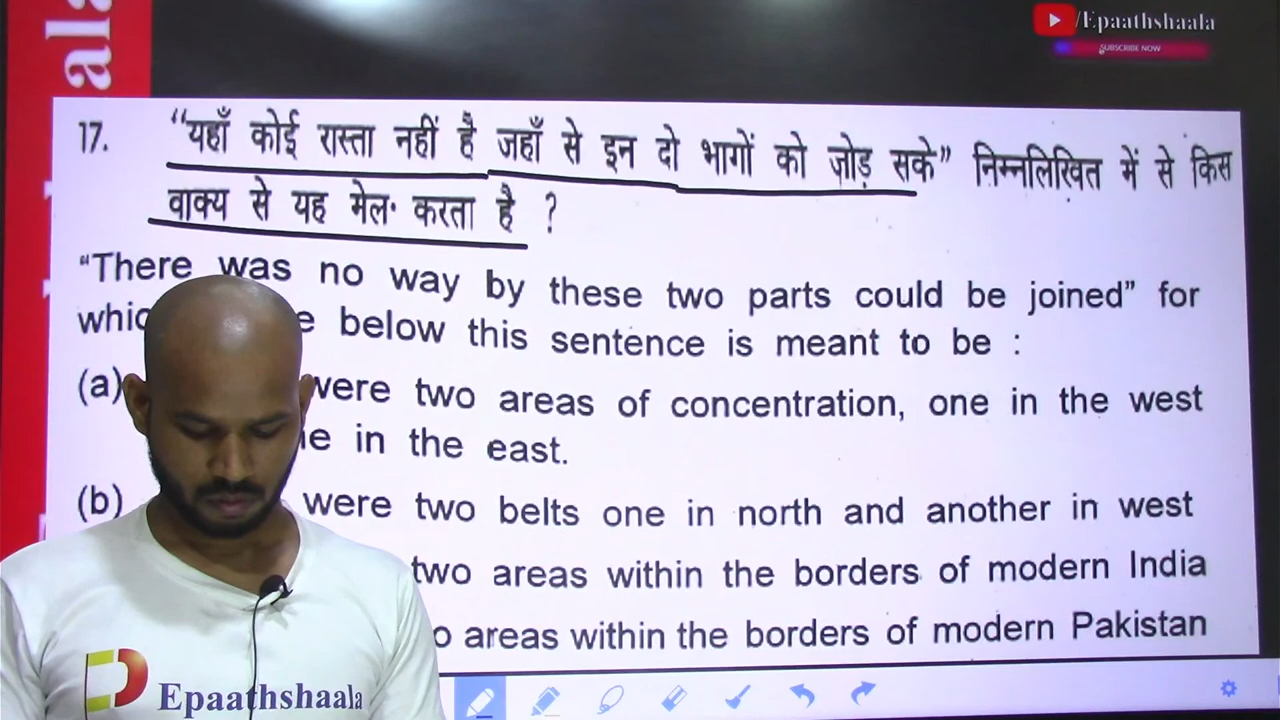 ala
/Epaathshaala
SUBSCRIBE NOW
17. "यहाँ कोई रास्ता नहीं है जहाँ से इन दो भागों को ज़ोड़ सके" निम्नलिखित में से किस
वाक्य से यह मेल करता है ?
"There was no way by these two parts could be joined" for
below this sentence is meant to be :
(a) were two areas of concentration, one in the west
in the east.
(b) were two belts one in north and another in west
two areas within the borders of modern India
areas within the borders of modern Pakistan
Epaathshaala